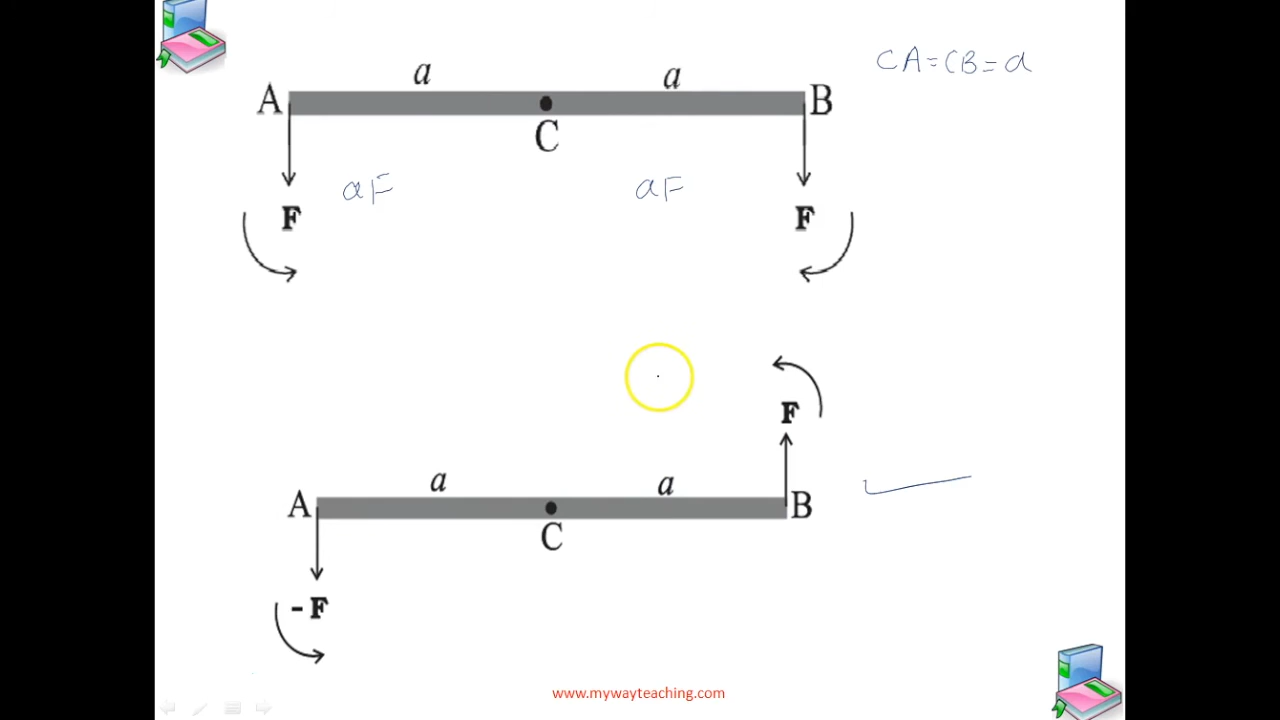 a a CA=CB=a
A B
C
aF aF
F F
F
a a
A B
C
- F
www.mywayteaching.com